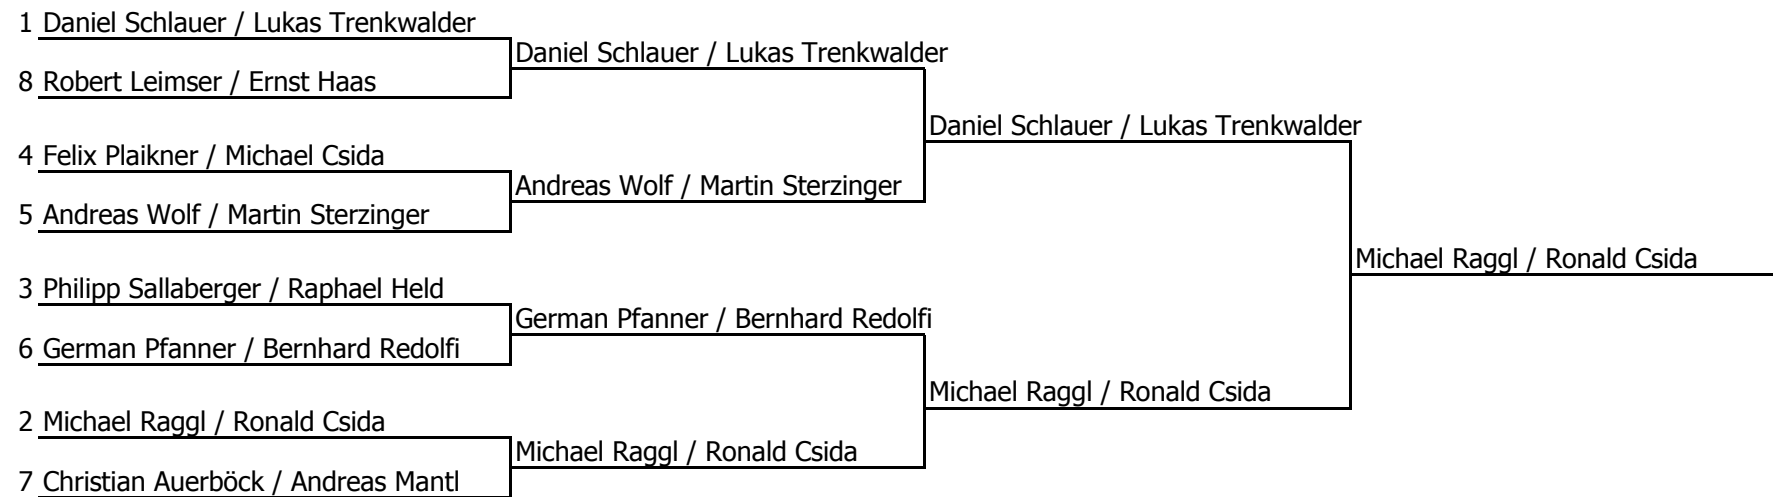 1 Daniel Schlauer / Lukas Trenkwalder
Daniel Schlauer / Lukas Trenkwalder
8 Robert Leimser / Ernst Haas
Daniel Schlauer / Lukas Trenkwalder
4 Felix Plaikner / Michael Csida
Andreas Wolf / Martin Sterzinger
5 Andreas Wolf / Martin Sterzinger
Michael Raggl / Ronald Csida
3 Philipp Sallaberger / Raphael Held
German Pfanner / Bernhard Redolfi
6 German Pfanner / Bernhard Redolfi
Michael Raggl / Ronald Csida
2 Michael Raggl / Ronald Csida
Michael Raggl / Ronald Csida
7 Christian Auerböck / Andreas Mantl